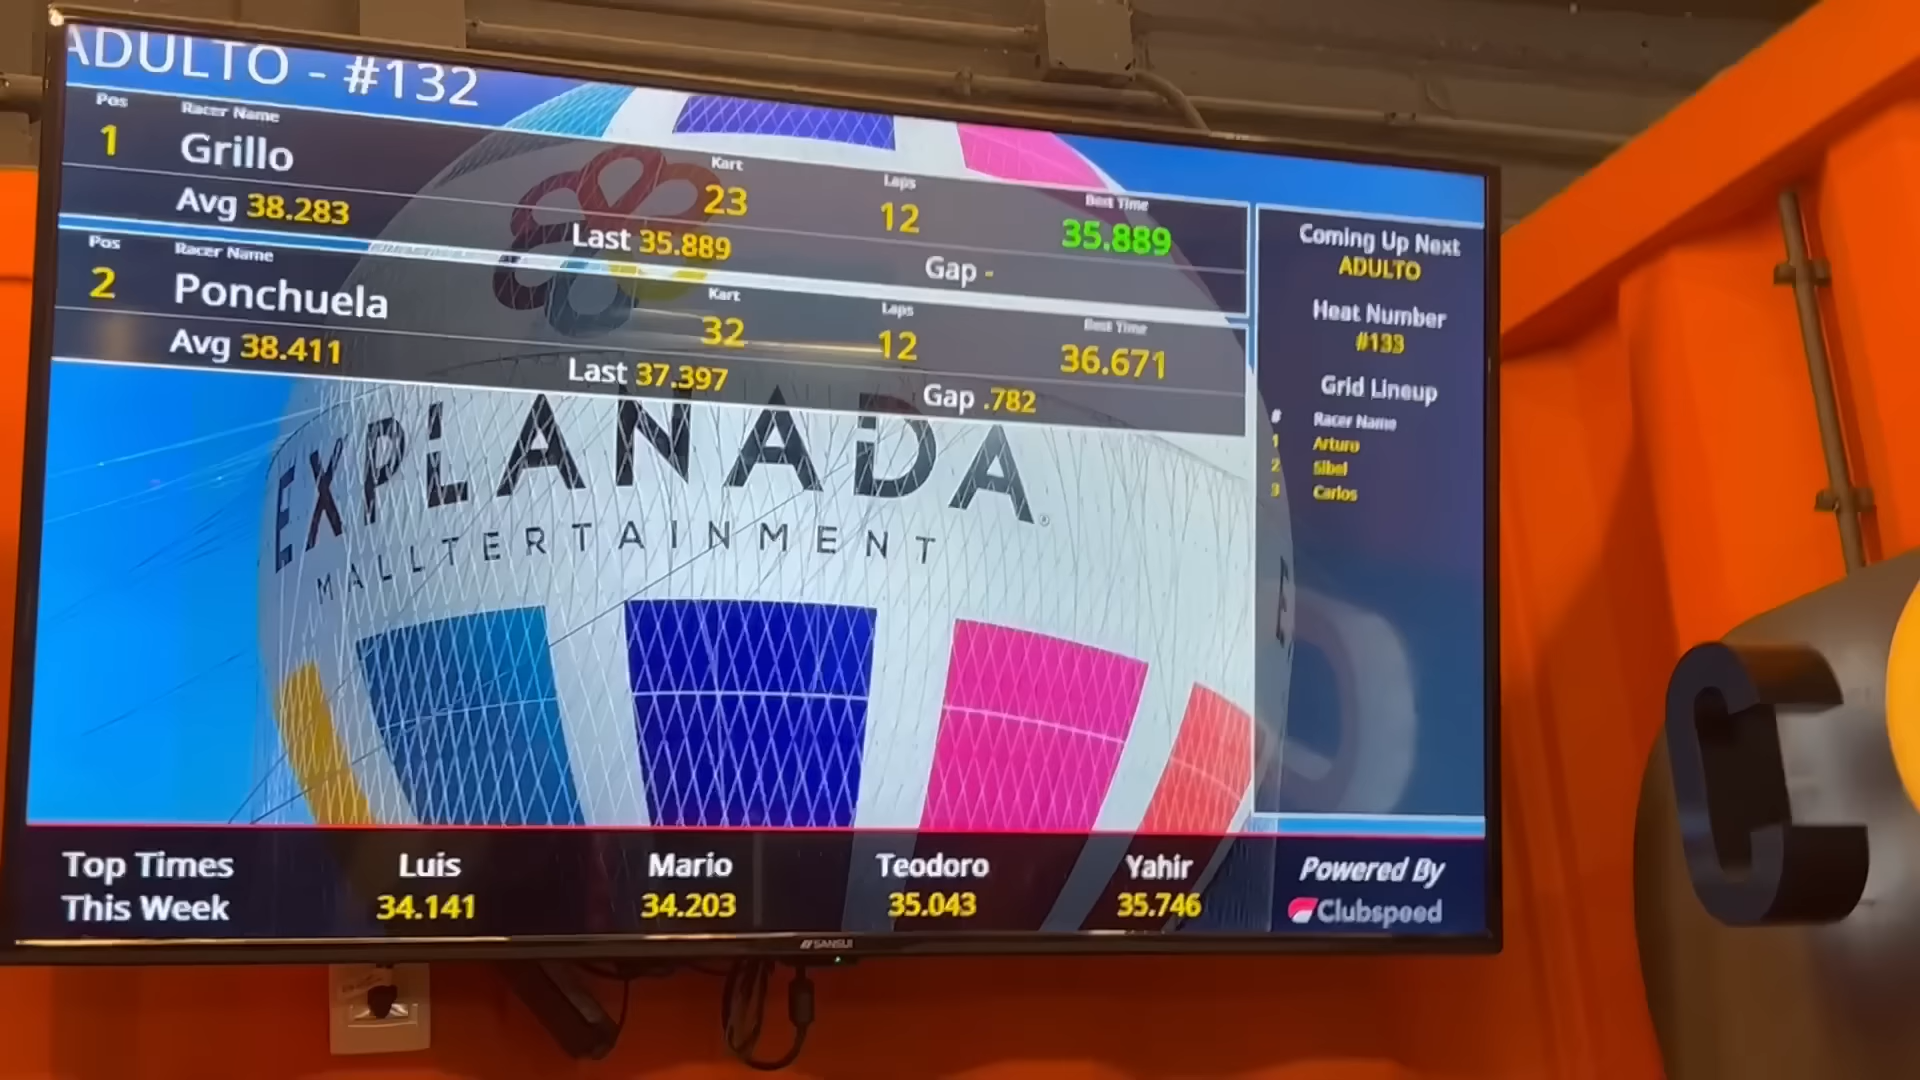 ADULTO - #132
Pos Racer Name Kart Laps Best Time
1 Grillo 23 12 35.889
Avg 38.283 Last 35.889 Gap -
Pos Racer Name Kart Laps Best Time
2 Ponchuela 32 12 36.671
Avg 38.411 Last 37.397 Gap .782
EXPLANADA
MALLTERTAINMENT
Coming Up Next
ADULTO
Heat Number
#133
Grid Lineup
# Racer Name
1 Arturo
2 Sibel
3 Carlos
Top Times Luis Mario Teodoro Yahir
This Week 34.141 34.203 35.043 35.746
Powered By
Clubspeed
SANSUI
C